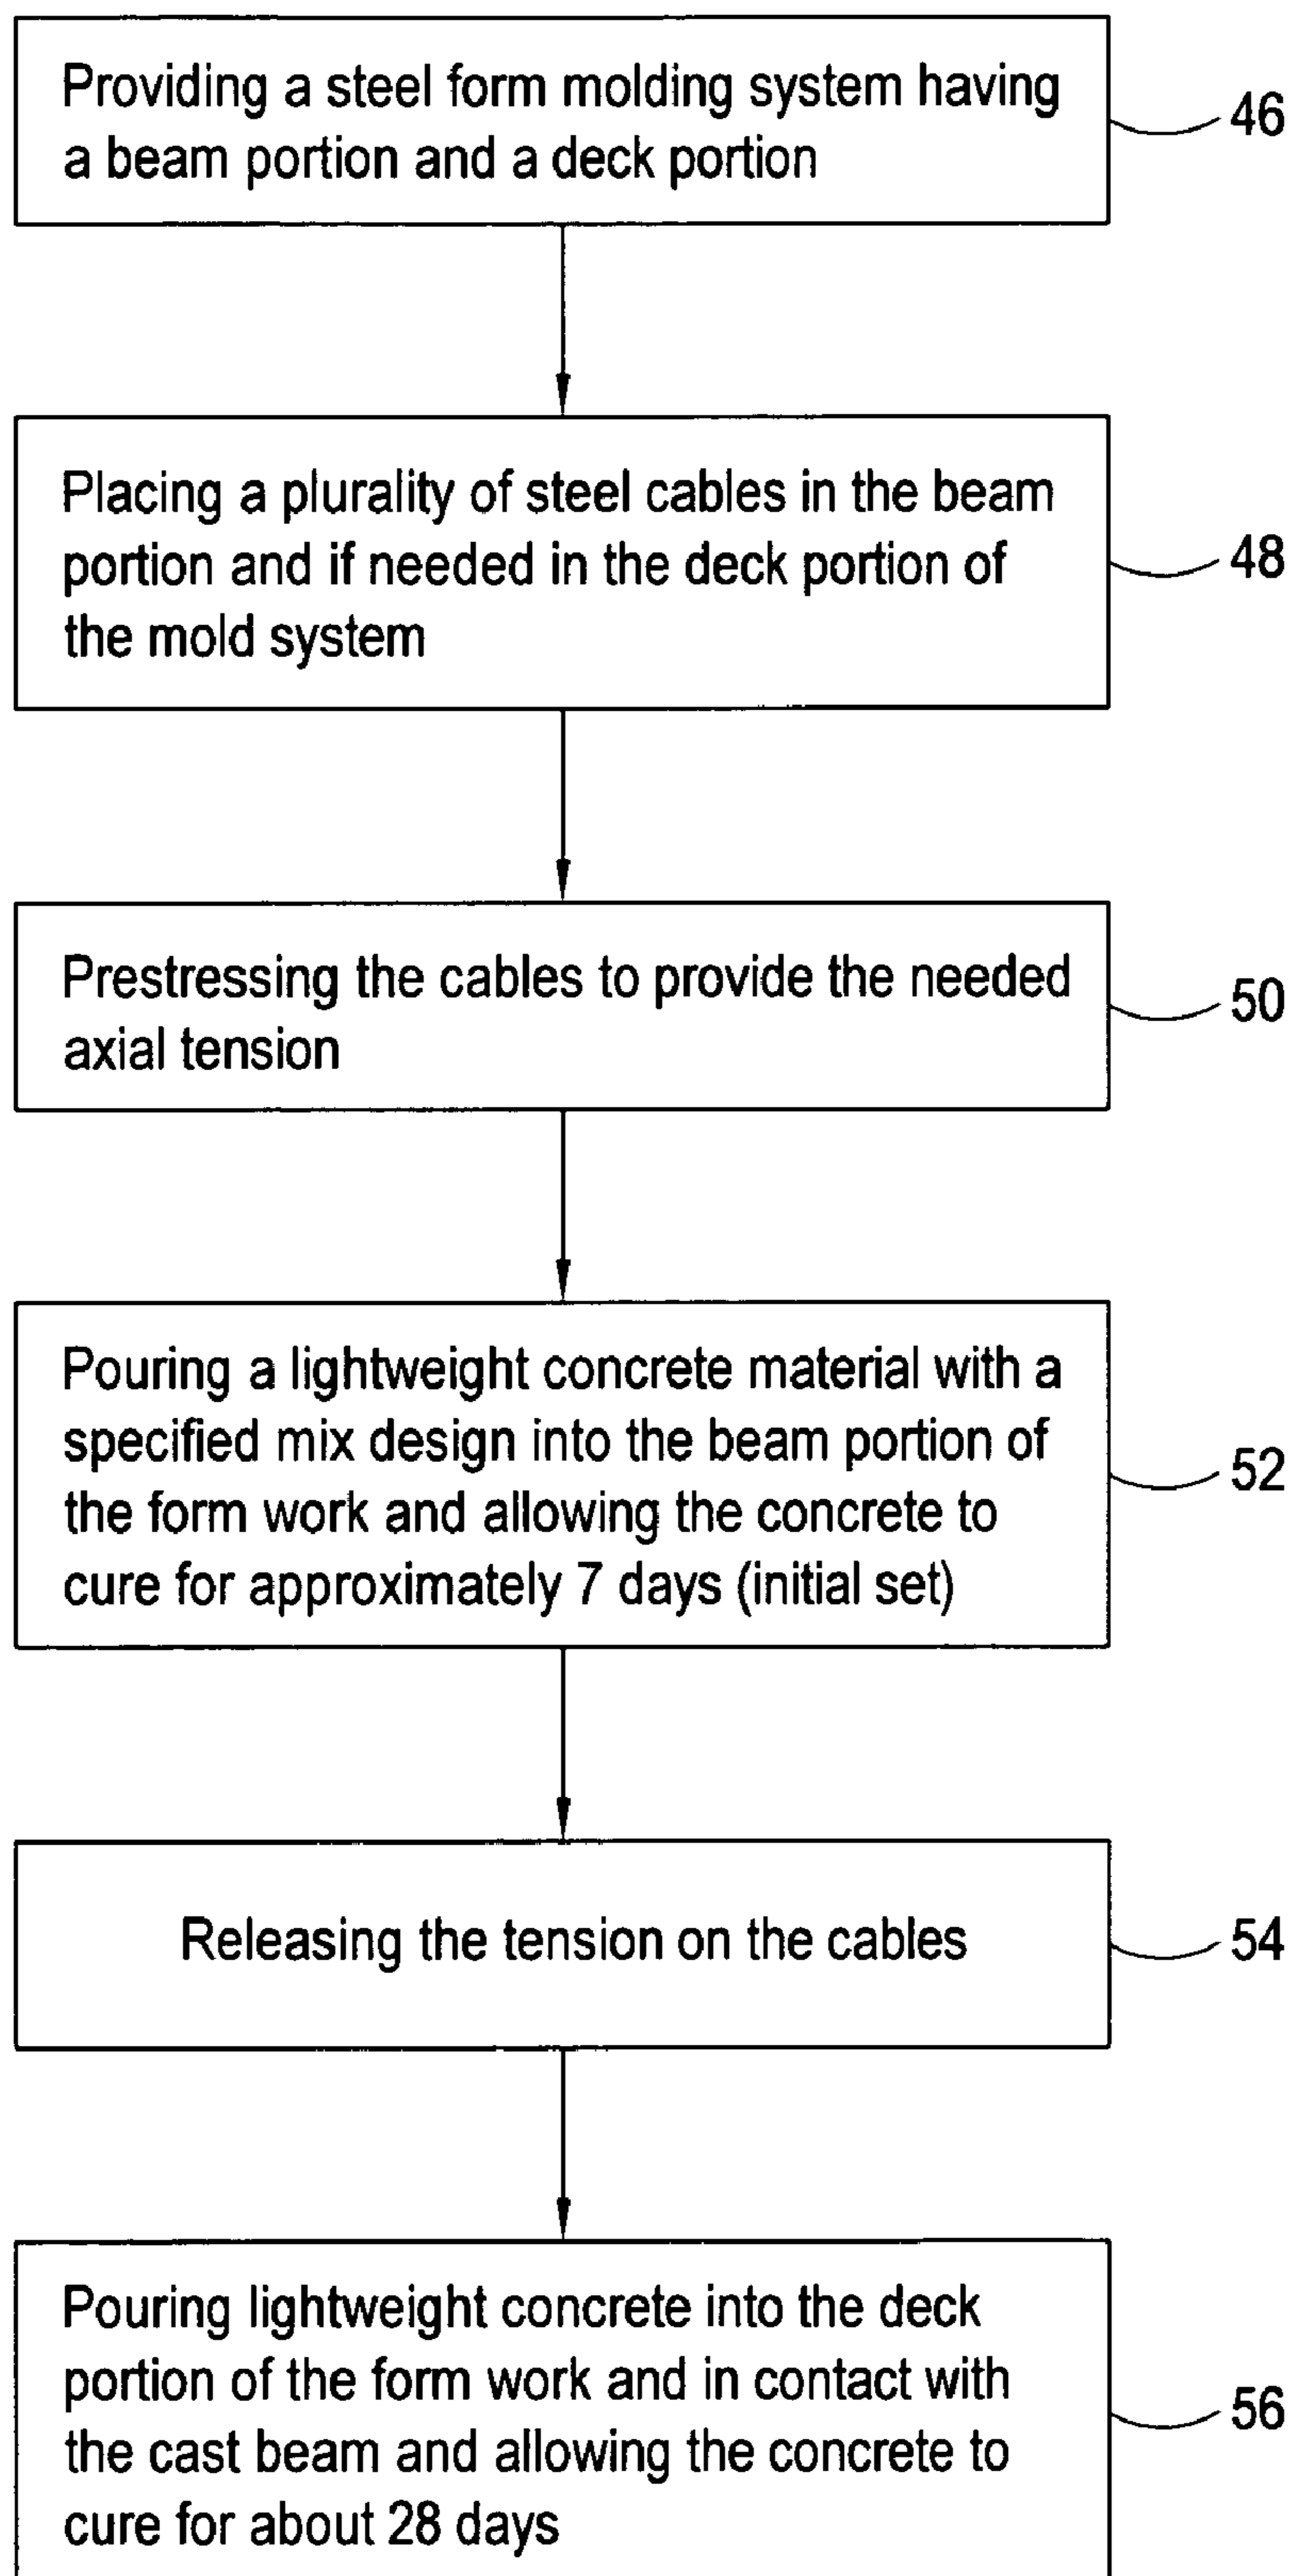 Providing a steel form molding system having
a beam portion and a deck portion
46
Placing a plurality of steel cables in the beam
portion and if needed in the deck portion of
the mold system
48
Prestressing the cables to provide the needed
axial tension
50
Pouring a lightweight concrete material with a
specified mix design into the beam portion of
the form work and allowing the concrete to
cure for approximately 7 days (initial set)
52
Releasing the tension on the cables
54
Pouring lightweight concrete into the deck
portion of the form work and in contact with
the cast beam and allowing the concrete to
cure for about 28 days
56